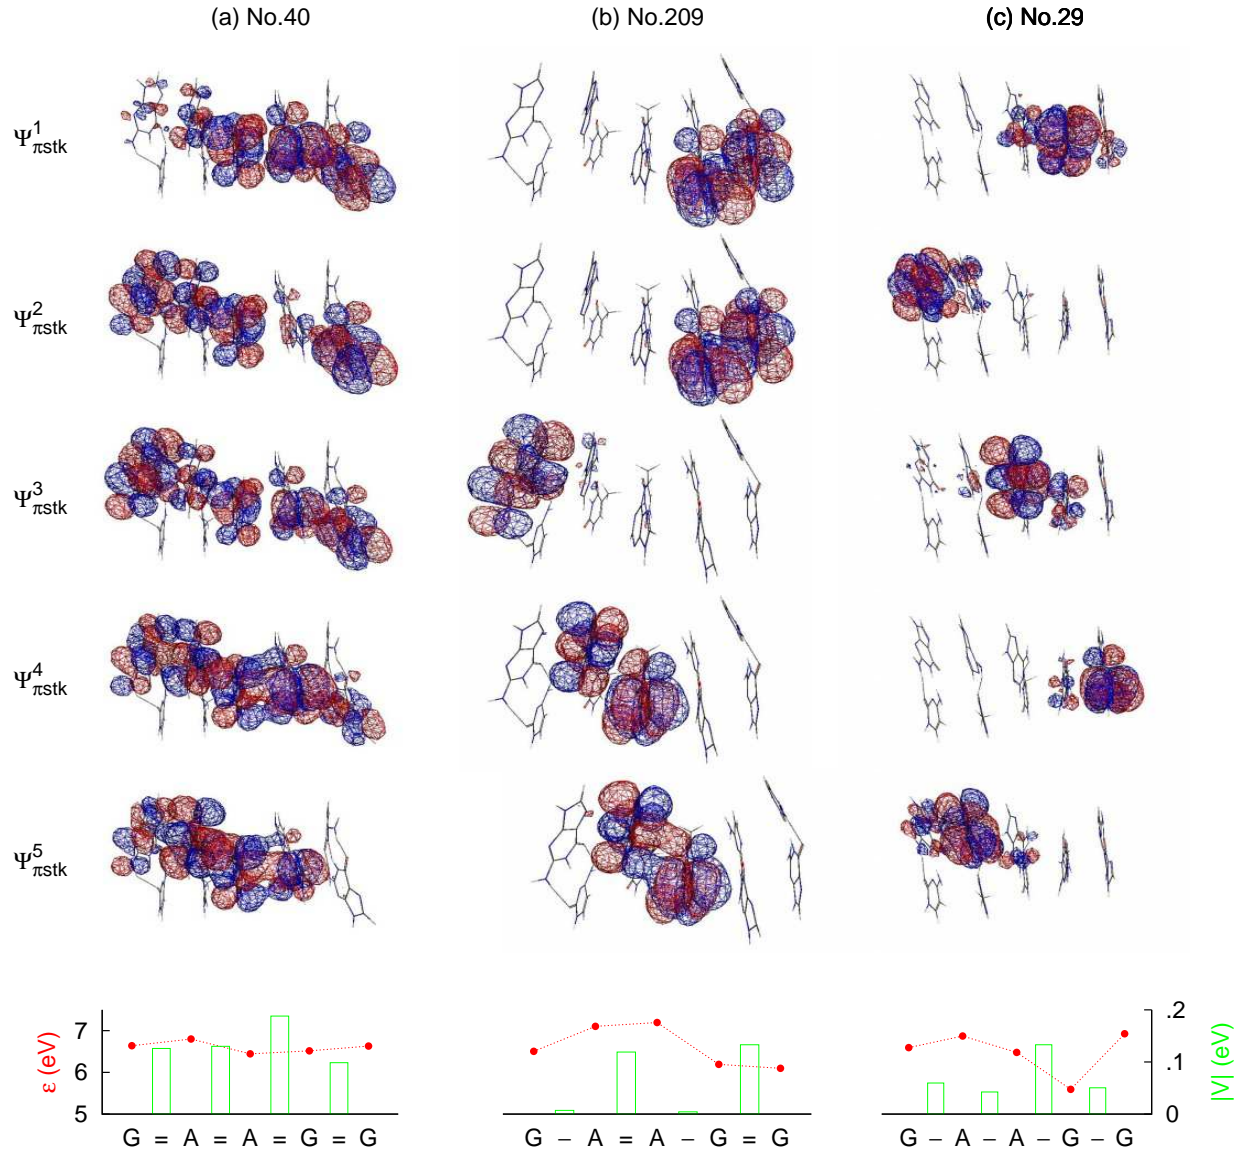 (a) No.40 (b) No.209 (c) No.29
Ψ¹πstk
Ψ²πstk
Ψ³πstk
Ψ⁴πstk
Ψ⁵πstk
7
6
5
ε (eV)
.2
.1
0
|V| (eV)
G = A = A = G = G
G – A = A – G = G
G – A – A – G – G